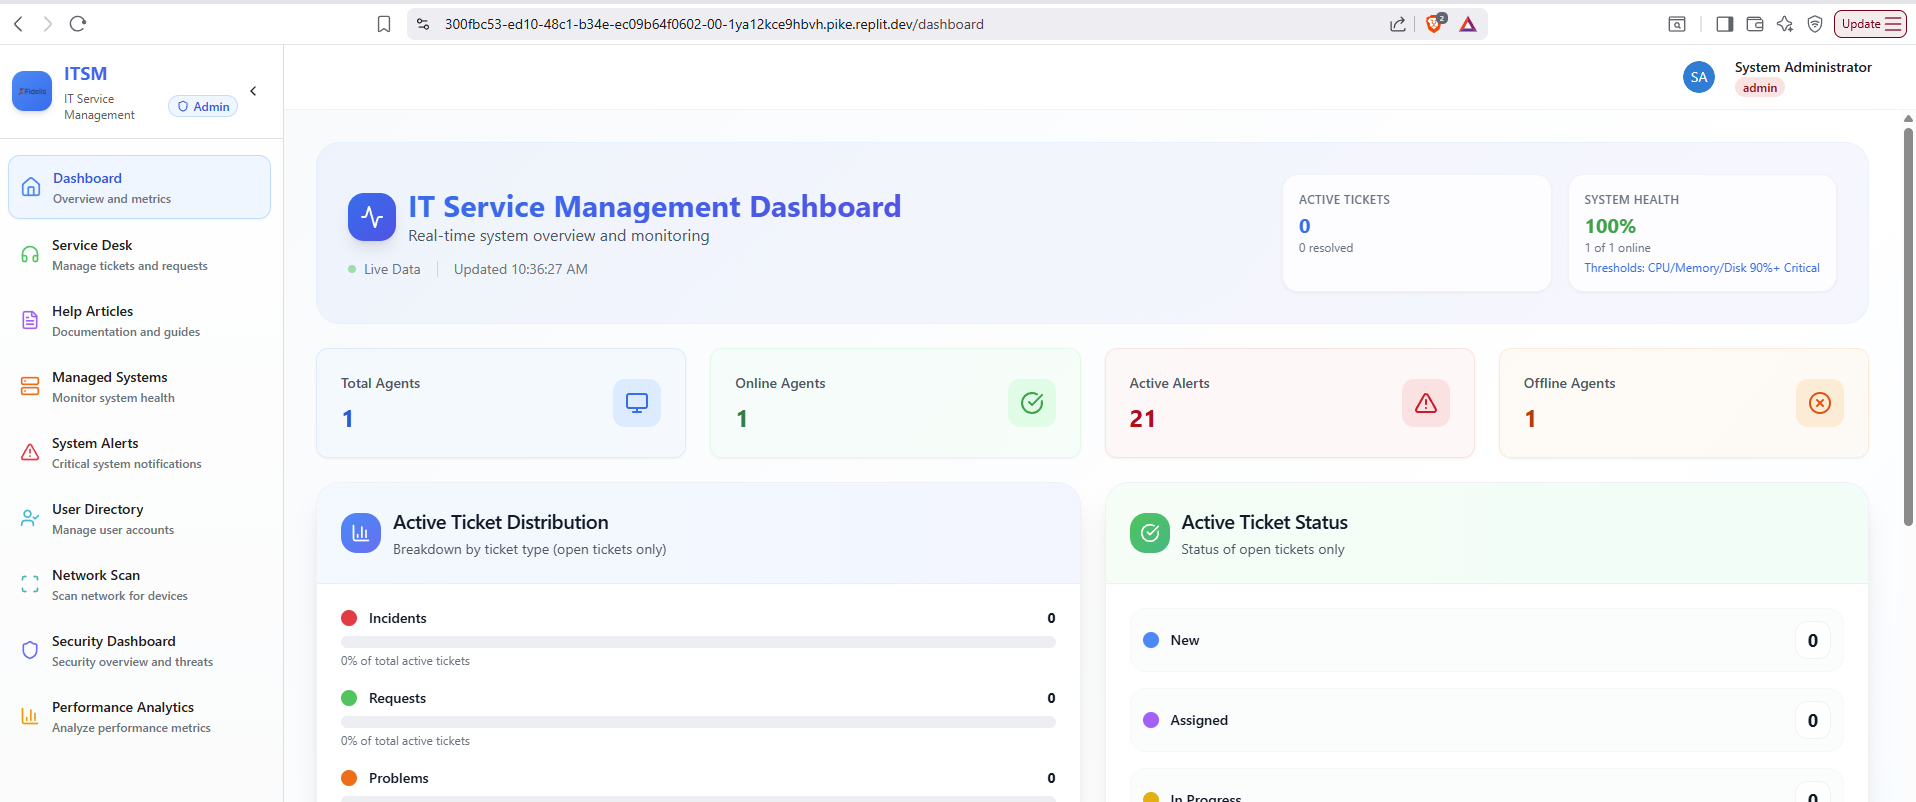 300fbc53-ed10-48c1-b34e-ec09b64f0602-00-1ya12kce9hbvh.pike.replit.dev/dashboard
2
Update
Fidelis
ITSM
IT Service
Management
Admin
System Administrator
SA
admin
Dashboard
Overview and metrics
Service Desk
Manage tickets and requests
Help Articles
Documentation and guides
Managed Systems
Monitor system health
System Alerts
Critical system notifications
User Directory
Manage user accounts
Network Scan
Scan network for devices
Security Dashboard
Security overview and threats
Performance Analytics
Analyze performance metrics
IT Service Management Dashboard
Real-time system overview and monitoring
Live Data
Updated 10:36:27 AM
ACTIVE TICKETS
0
0 resolved
SYSTEM HEALTH
100%
1 of 1 online
Thresholds: CPU/Memory/Disk 90%+ Critical
Total Agents
1
Online Agents
1
Active Alerts
21
Offline Agents
1
Active Ticket Distribution
Breakdown by ticket type (open tickets only)
Incidents 0
0% of total active tickets
Requests 0
0% of total active tickets
Problems 0
Active Ticket Status
Status of open tickets only
New 0
Assigned 0
In Progress 0